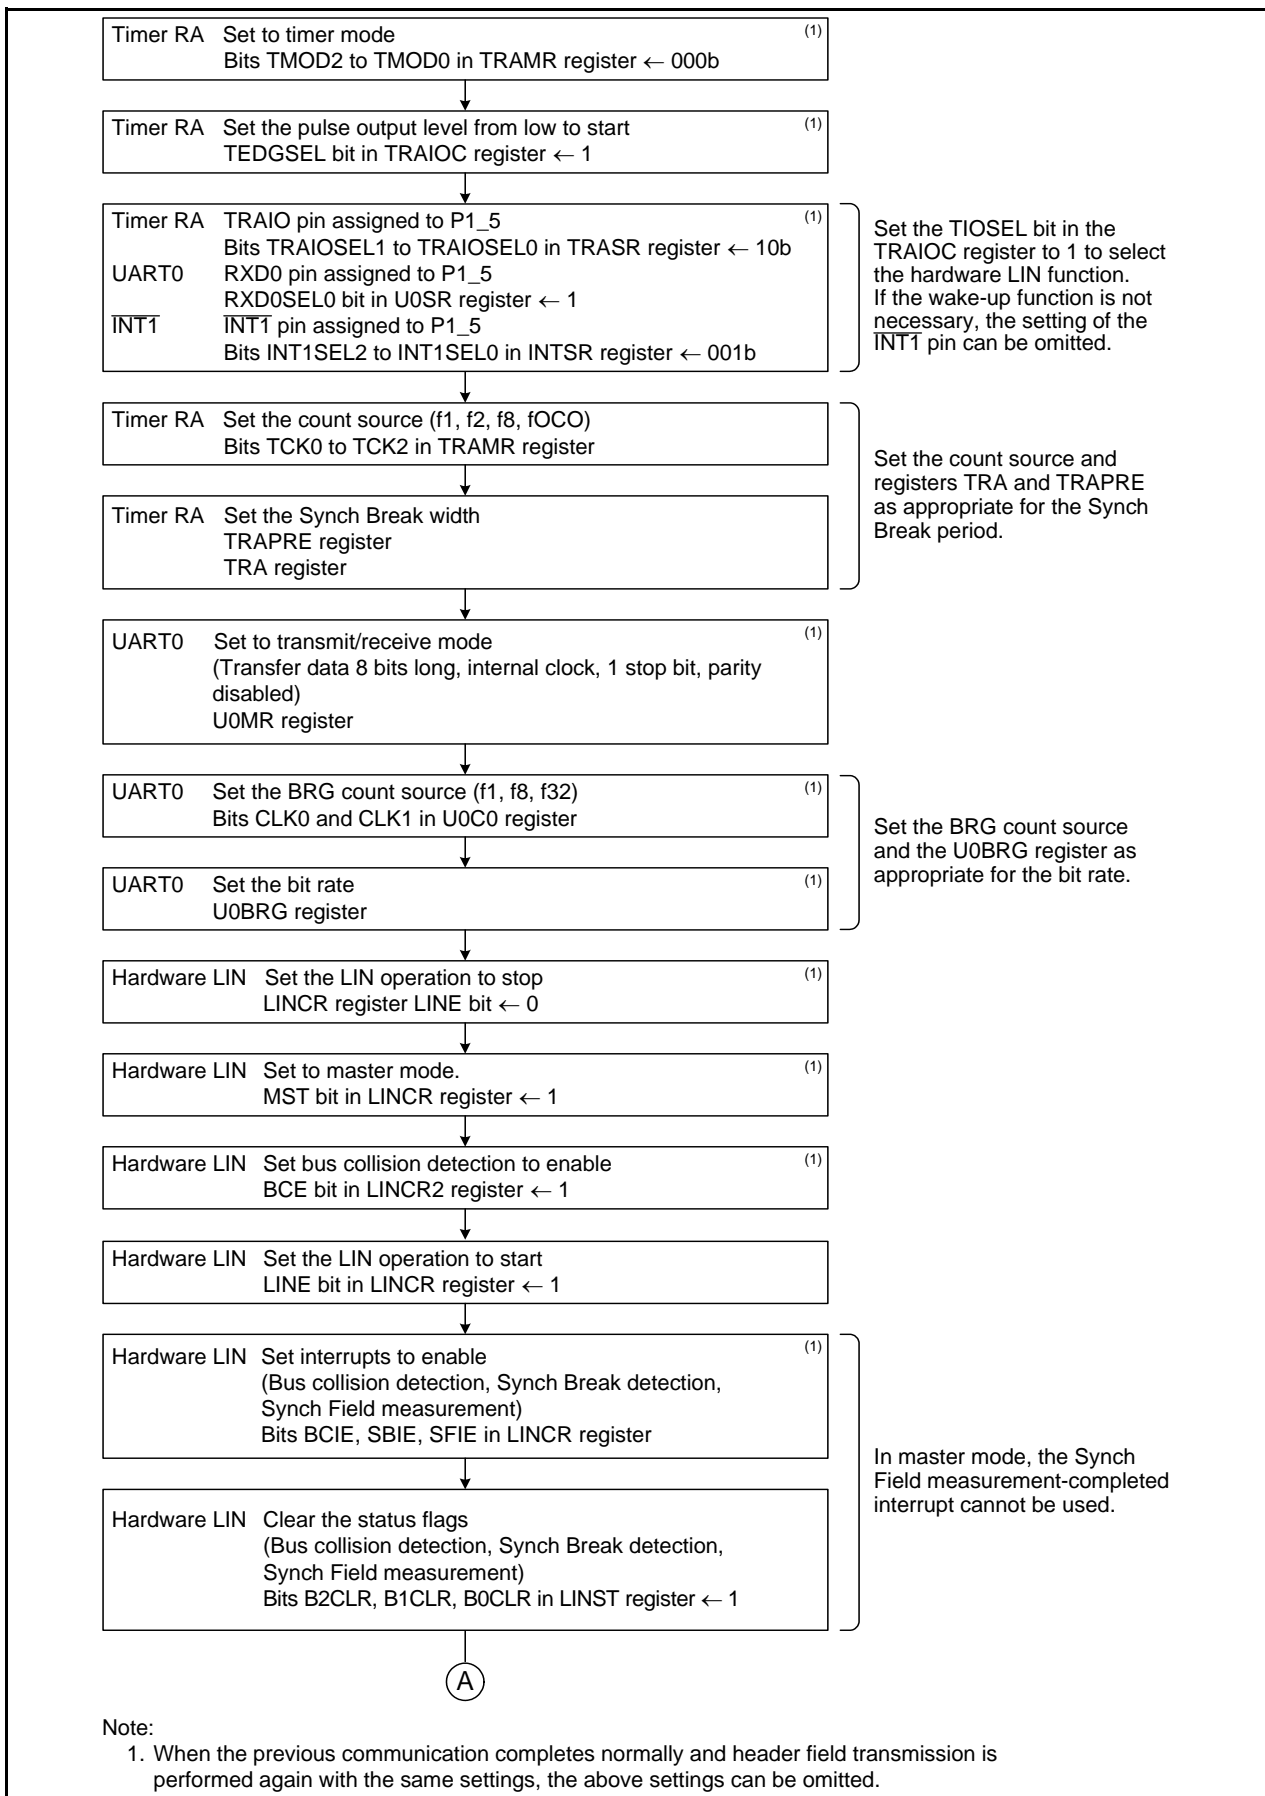 Timer RA Set to timer mode (1)
Bits TMOD2 to TMOD0 in TRAMR register ← 000b
Timer RA Set the pulse output level from low to start (1)
TEDGSEL bit in TRAIOC register ← 1
Timer RA TRAIO pin assigned to P1_5 (1)
Bits TRAIOSEL1 to TRAIOSEL0 in TRASR register ← 10b
UART0 RXD0 pin assigned to P1_5
RXD0SEL0 bit in U0SR register ← 1
INT1 INT1 pin assigned to P1_5
Bits INT1SEL2 to INT1SEL0 in INTSR register ← 001b
Set the TIOSEL bit in the
TRAIOC register to 1 to select
the hardware LIN function.
If the wake-up function is not
necessary, the setting of the
INT1 pin can be omitted.
Timer RA Set the count source (f1, f2, f8, fOCO)
Bits TCK0 to TCK2 in TRAMR register
Timer RA Set the Synch Break width
TRAPRE register
TRA register
Set the count source and
registers TRA and TRAPRE
as appropriate for the Synch
Break period.
UART0 Set to transmit/receive mode (1)
(Transfer data 8 bits long, internal clock, 1 stop bit, parity
disabled)
U0MR register
UART0 Set the BRG count source (f1, f8, f32) (1)
Bits CLK0 and CLK1 in U0C0 register
UART0 Set the bit rate (1)
U0BRG register
Set the BRG count source
and the U0BRG register as
appropriate for the bit rate.
Hardware LIN Set the LIN operation to stop (1)
LINCR register LINE bit ← 0
Hardware LIN Set to master mode. (1)
MST bit in LINCR register ← 1
Hardware LIN Set bus collision detection to enable (1)
BCE bit in LINCR2 register ← 1
Hardware LIN Set the LIN operation to start
LINE bit in LINCR register ← 1
Hardware LIN Set interrupts to enable (1)
(Bus collision detection, Synch Break detection,
Synch Field measurement)
Bits BCIE, SBIE, SFIE in LINCR register
Hardware LIN Clear the status flags
(Bus collision detection, Synch Break detection,
Synch Field measurement)
Bits B2CLR, B1CLR, B0CLR in LINST register ← 1
In master mode, the Synch
Field measurement-completed
interrupt cannot be used.
A
Note:
1. When the previous communication completes normally and header field transmission is
performed again with the same settings, the above settings can be omitted.